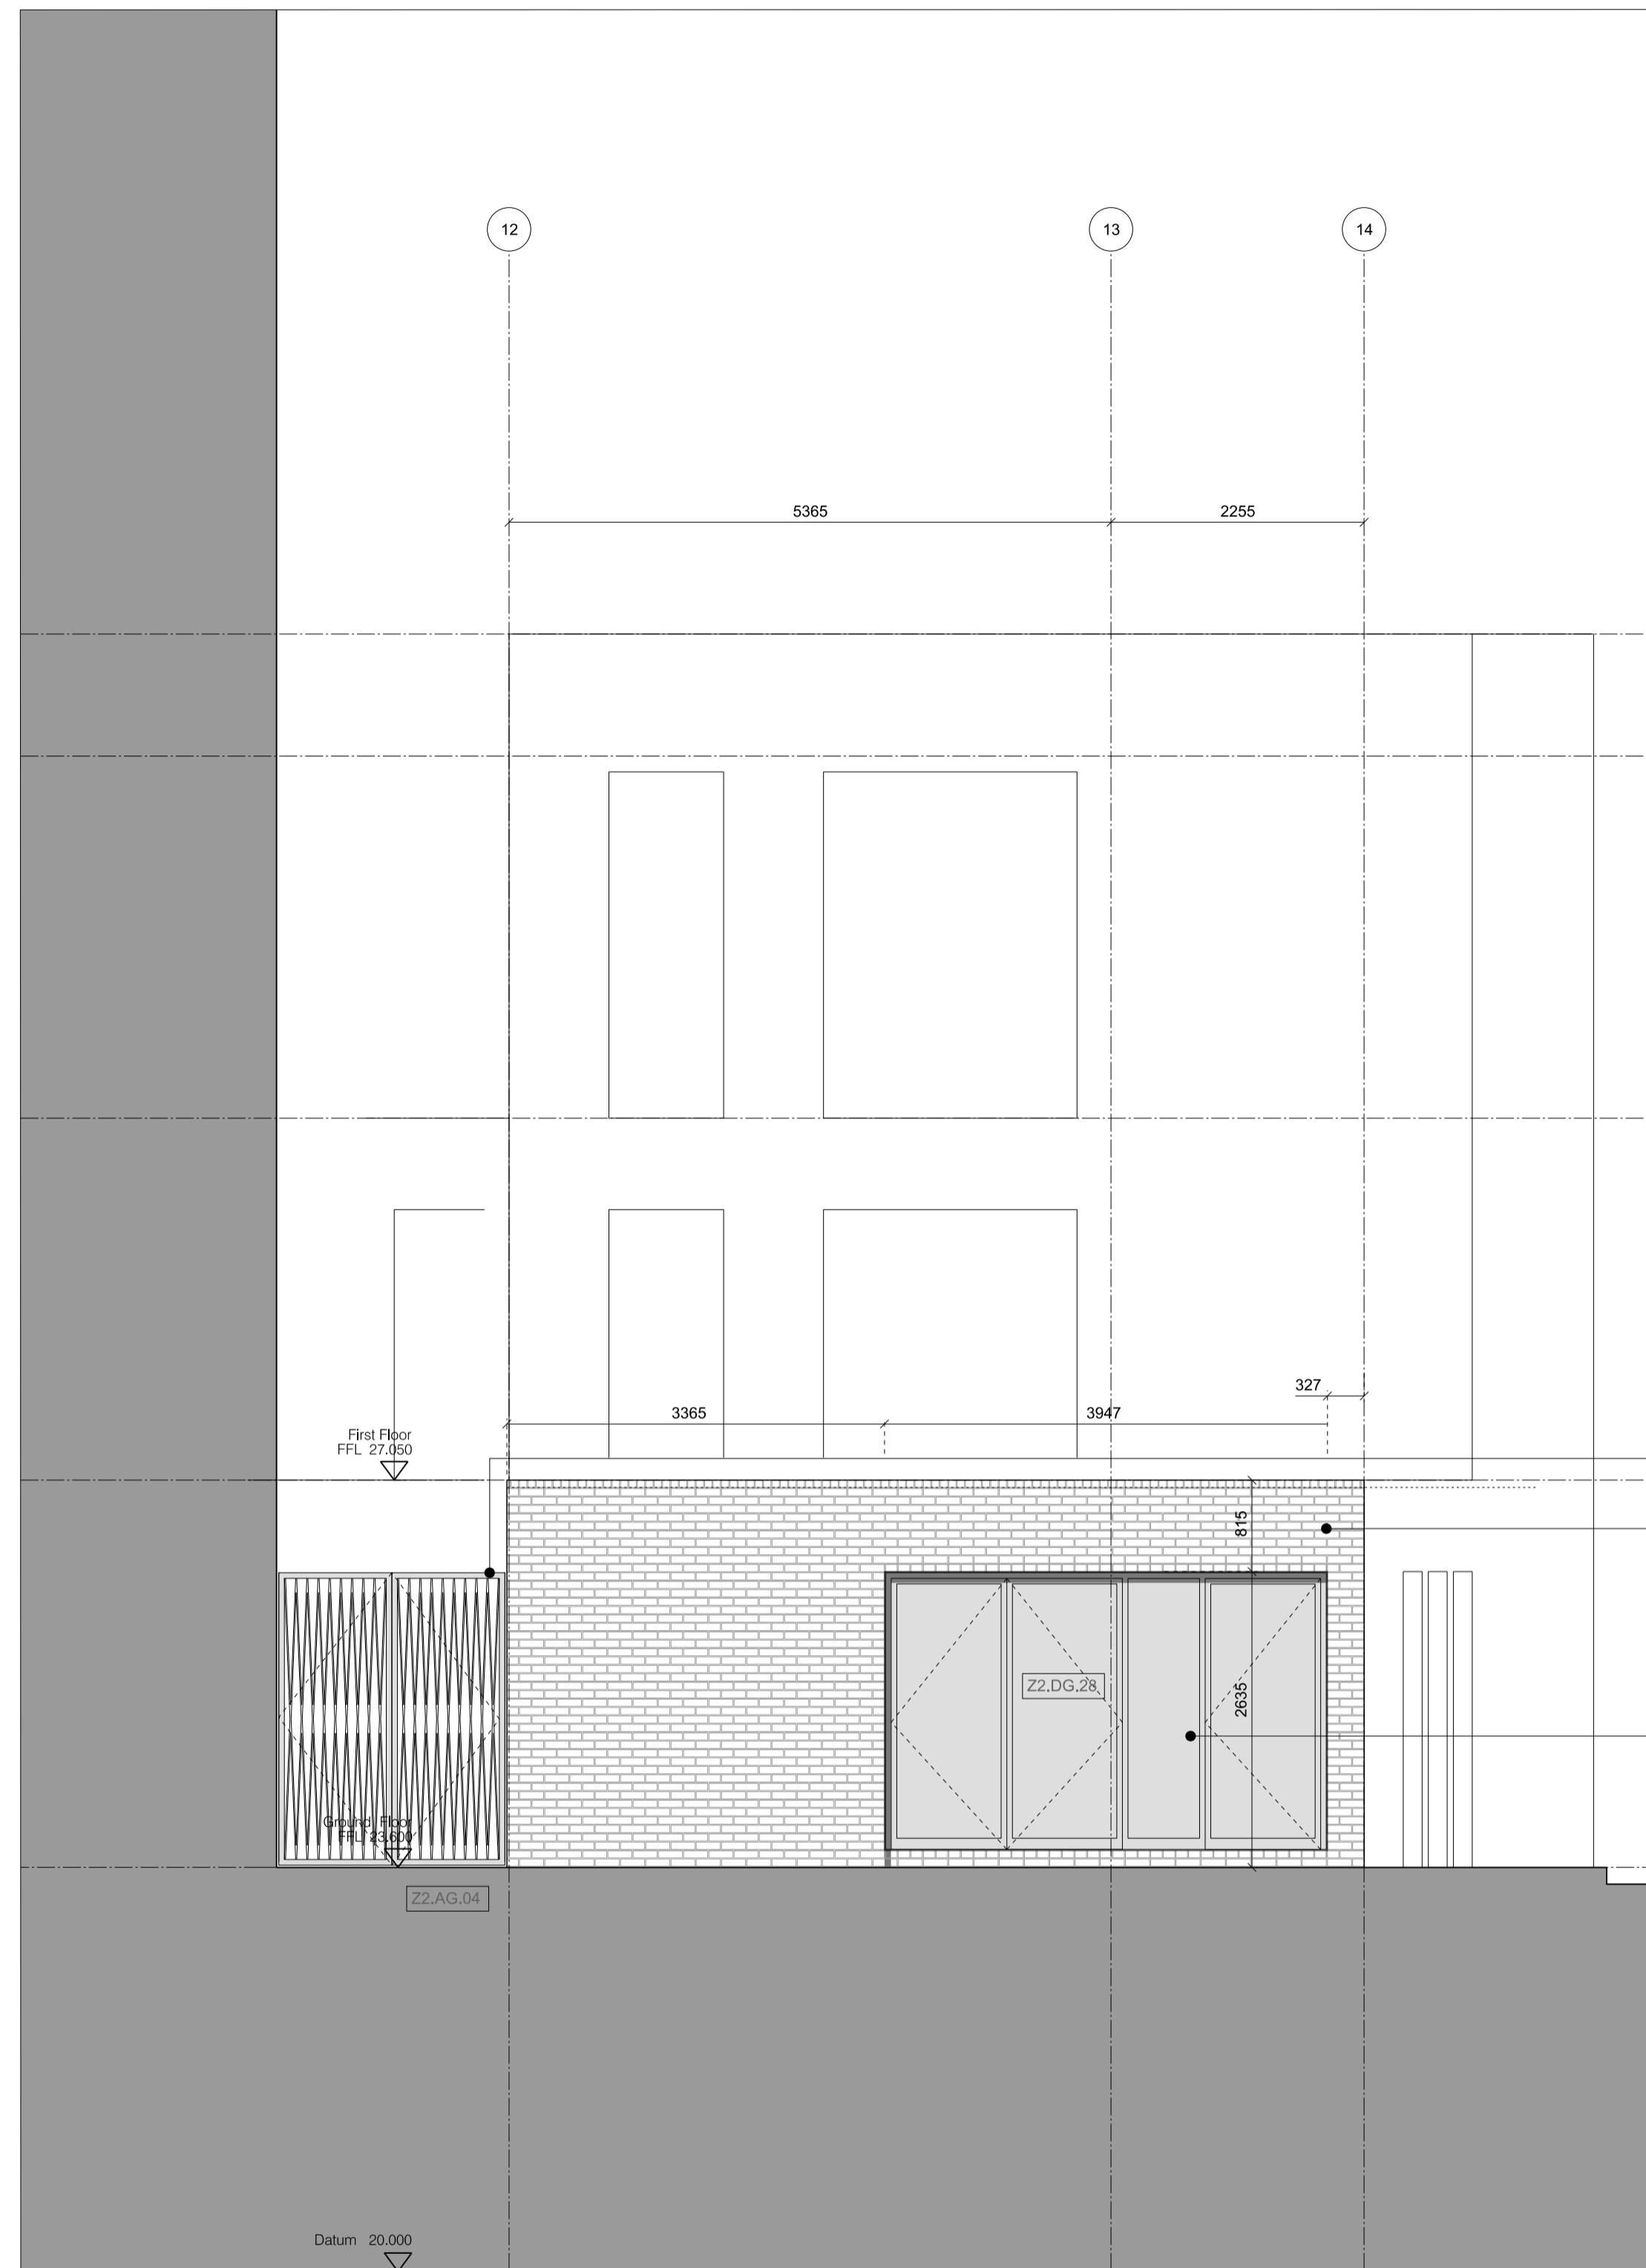 12
13
14
5365
2255
327
3365
3947
First Floor
FFL 27.050
815
Z2.DG.28
2635
Ground Floor
FFL 23.600
Z2.AG.04
Datum 20.000